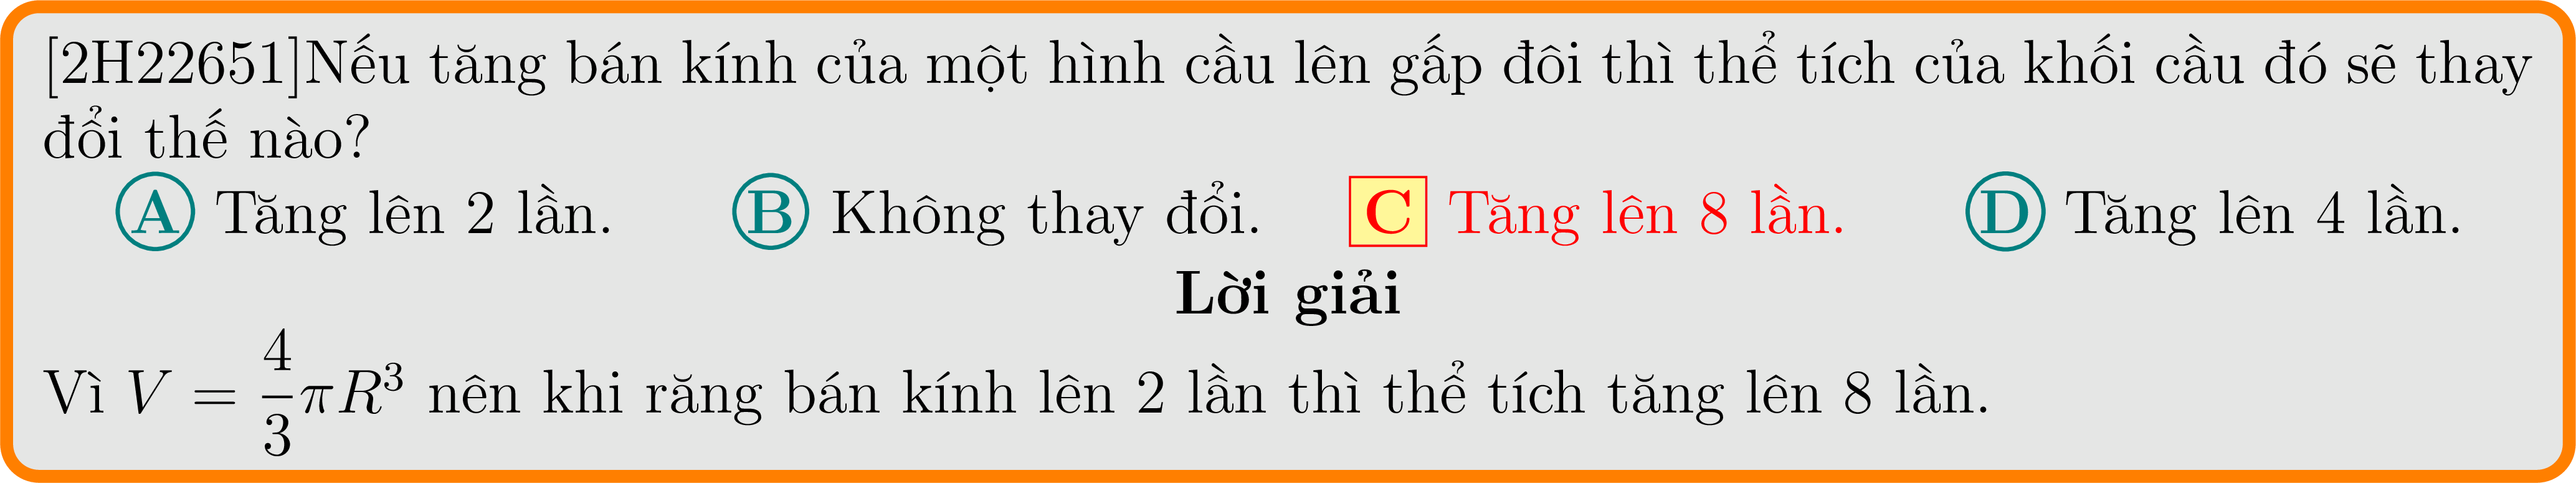 [2H22651]Nếu tăng bán kính của một hình cầu lên gấp đôi thì thể tích của khối cầu đó sẽ thay
đổi thế nào?
A Tăng lên 2 lần. B Không thay đổi. C Tăng lên 8 lần. D Tăng lên 4 lần.
Lời giải
Vì $V = \frac{4}{3}\pi R^3$ nên khi răng bán kính lên 2 lần thì thể tích tăng lên 8 lần.